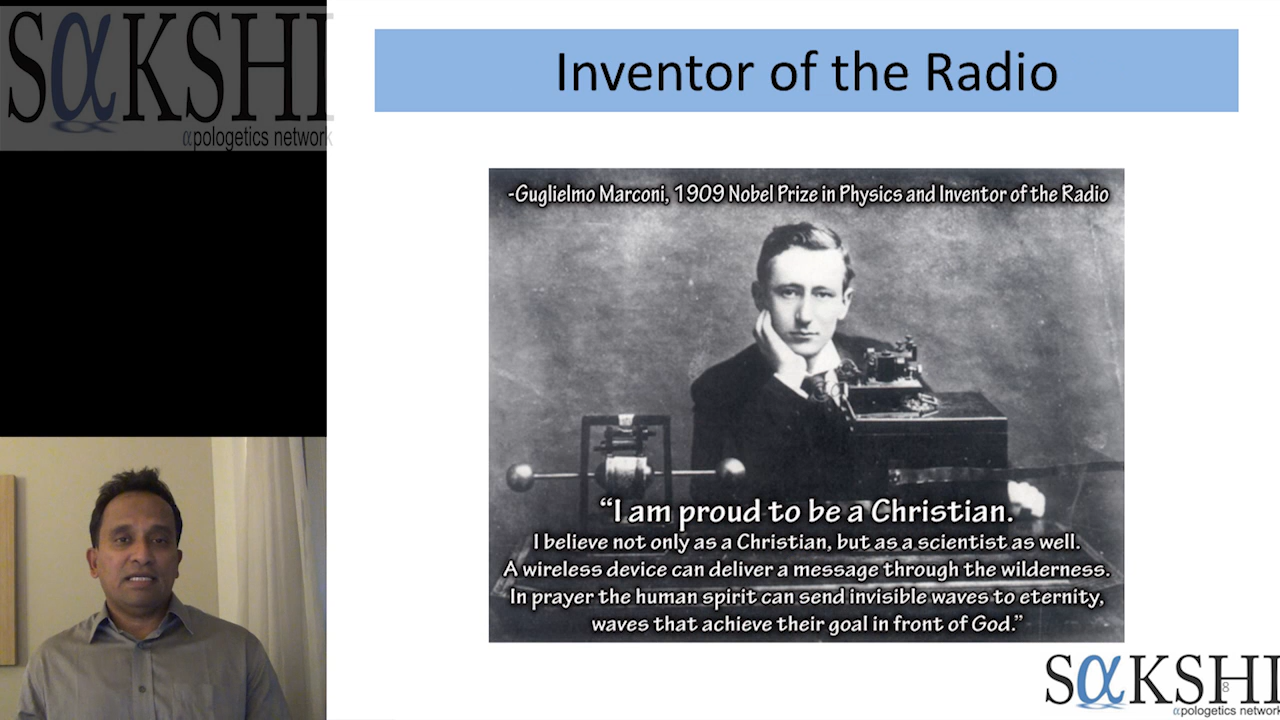 SαKSHI
αpologetics network
Inventor of the Radio
-Guglielmo Marconi, 1909 Nobel Prize in Physics and Inventor of the Radio
“I am proud to be a Christian.
I believe not only as a Christian, but as a scientist as well.
A wireless device can deliver a message through the wilderness.
In prayer the human spirit can send invisible waves to eternity,
waves that achieve their goal in front of God.”
SαKSHI
8
αpologetics network